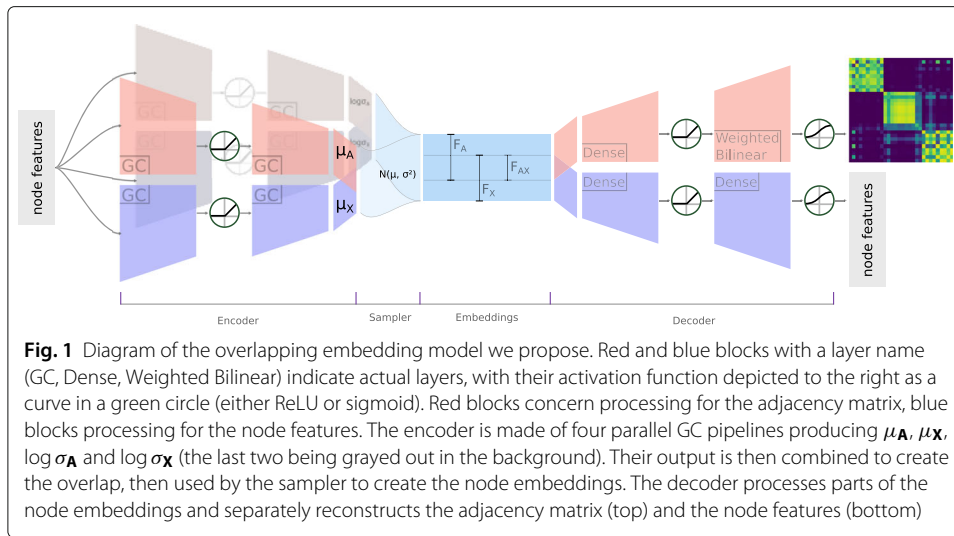 node features
GC
GC
GC
GC
logσA
logσX
GC
GC
μA
GC
GC
μX
N(μ, σ²)
FA
FAX
FX
Dense
Weighted
Bilinear
Dense
Dense
node features
Encoder
Sampler
Embeddings
Decoder
Fig. 1 Diagram of the overlapping embedding model we propose. Red and blue blocks with a layer name
(GC, Dense, Weighted Bilinear) indicate actual layers, with their activation function depicted to the right as a
curve in a green circle (either ReLU or sigmoid). Red blocks concern processing for the adjacency matrix, blue
blocks processing for the node features. The encoder is made of four parallel GC pipelines producing μA, μX,
log σA and log σX (the last two being grayed out in the background). Their output is then combined to create
the overlap, then used by the sampler to create the node embeddings. The decoder processes parts of the
node embeddings and separately reconstructs the adjacency matrix (top) and the node features (bottom)